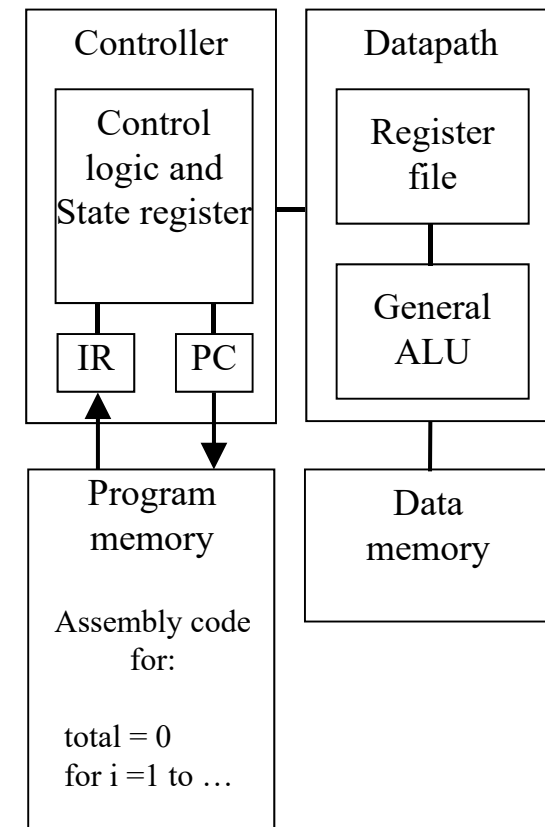 Controller
Control
logic and
State register
IR
PC
Datapath
Register
file
General
ALU
Program
memory
Assembly code
for:
total = 0
for i =1 to …
Data
memory